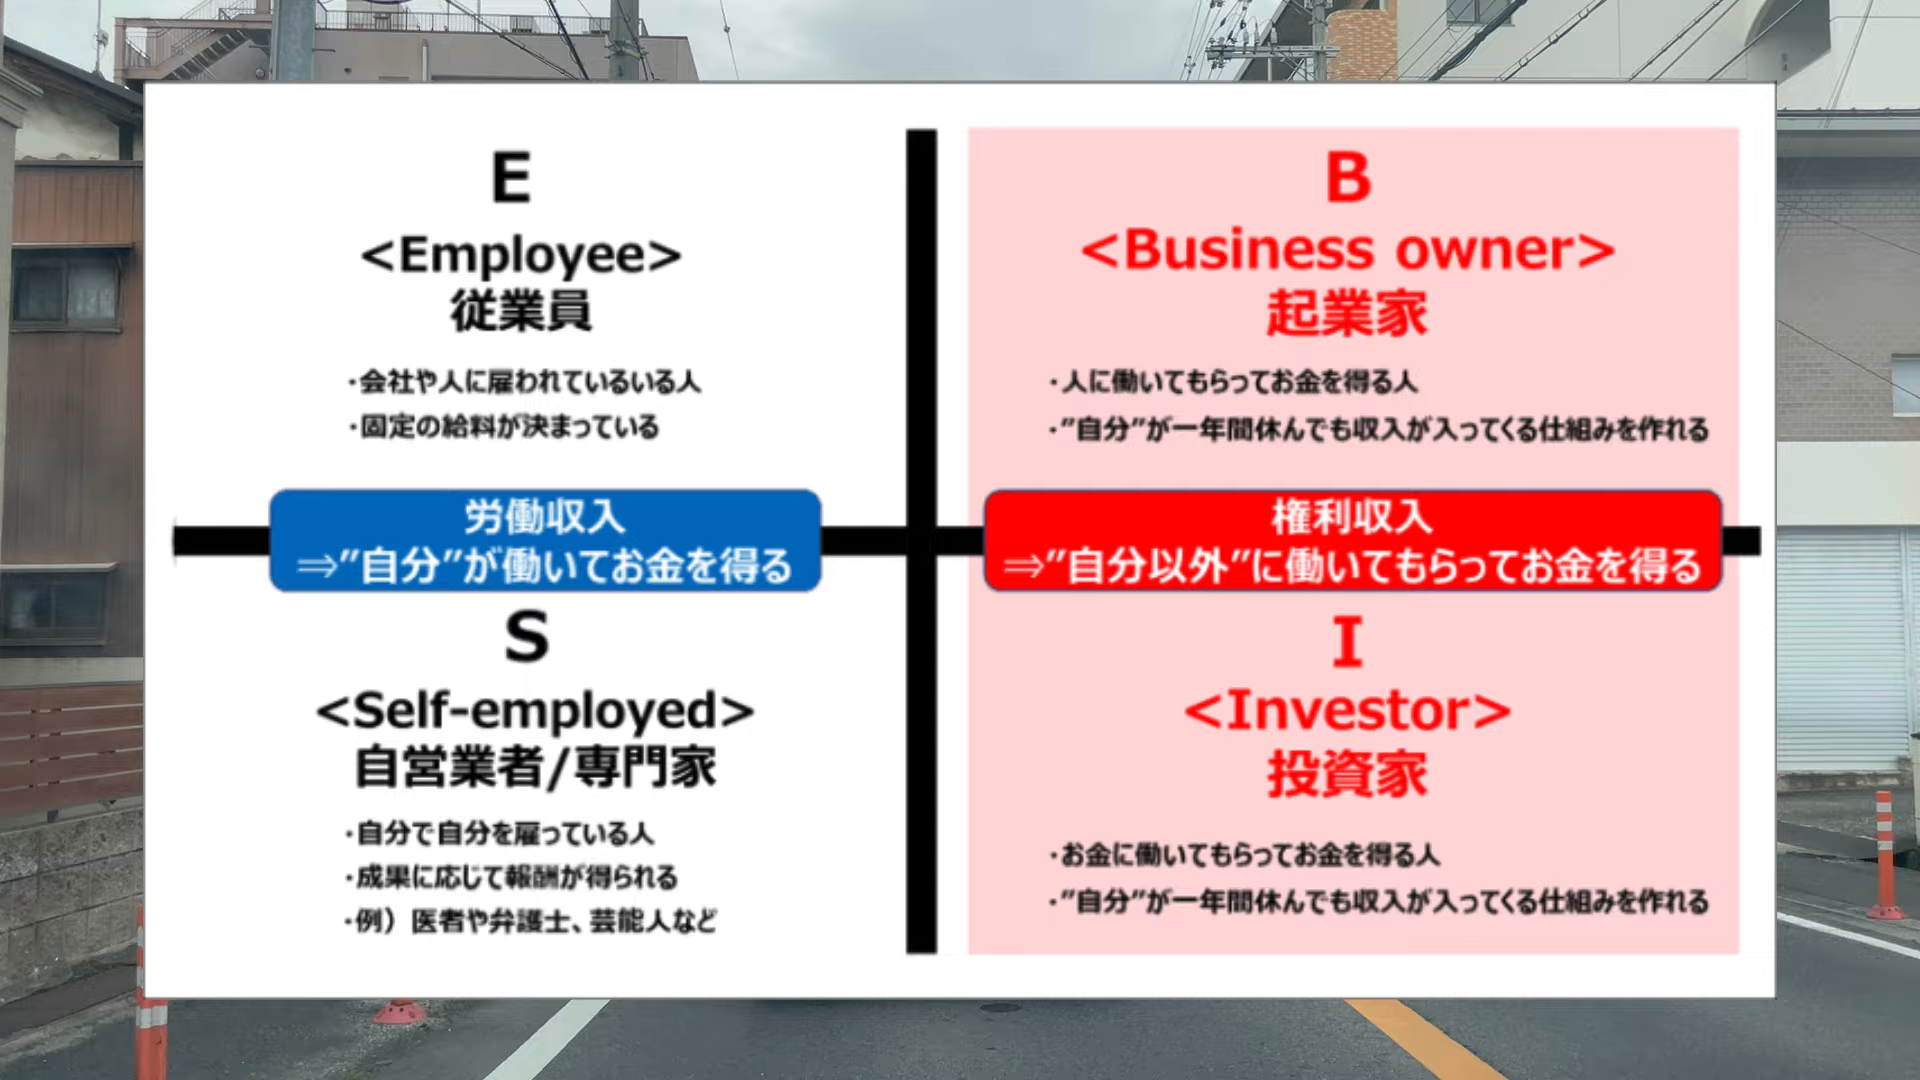 E
<Employee>
従業員
・会社や人に雇われているいる人
・固定の給料が決まっている
B
<Business owner>
起業家
・人に働いてもらってお金を得る人
・”自分”が一年間休んでも収入が入ってくる仕組みを作れる
労働収入
⇒”自分”が働いてお金を得る
権利収入
⇒”自分以外”に働いてもらってお金を得る
S
<Self-employed>
自営業者/専門家
・自分で自分を雇っている人
・成果に応じて報酬が得られる
・例）医者や弁護士、芸能人など
I
<Investor>
投資家
・お金に働いてもらってお金を得る人
・”自分”が一年間休んでも収入が入ってくる仕組みを作れる